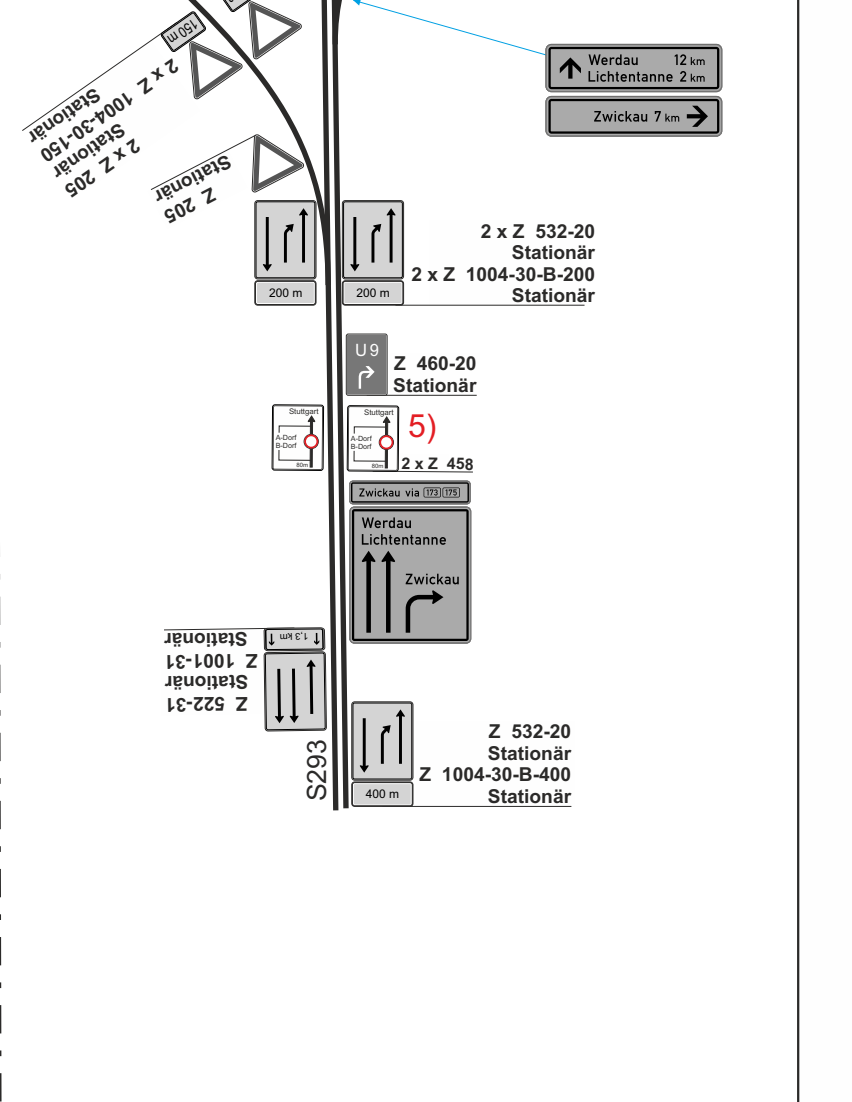 150 m
2 x Z 1004-30-150
Stationär
2 x Z 205
Stationär
Z 205
Stationär
Werdau 12 km
Lichtentanne 2 km
Zwickau 7 km
200 m
200 m
2 x Z 532-20
Stationär
2 x Z 1004-30-B-200
Stationär
U 9
Z 460-20
Stationär
Stuttgart
A-Dorf
B-Dorf
80m
Stuttgart
A-Dorf
B-Dorf
80m
5)
2 x Z 458
Zwickau via 173 175
Werdau
Lichtentanne
Zwickau
1,3 km
Z 522-31
Stationär
Z 1001-31
Stationär
S293
400 m
Z 532-20
Stationär
Z 1004-30-B-400
Stationär